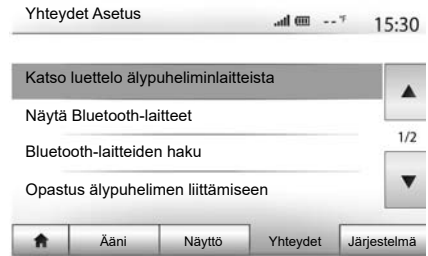 Yhteydet Asetus -- °F 15:30
Katso luettelo älypuheliminlaitteista
Näytä Bluetooth-laitteet
1/2
Bluetooth-laitteiden haku
Opastus älypuhelimen liittämiseen
Ääni Näyttö Yhteydet Järjestelmä